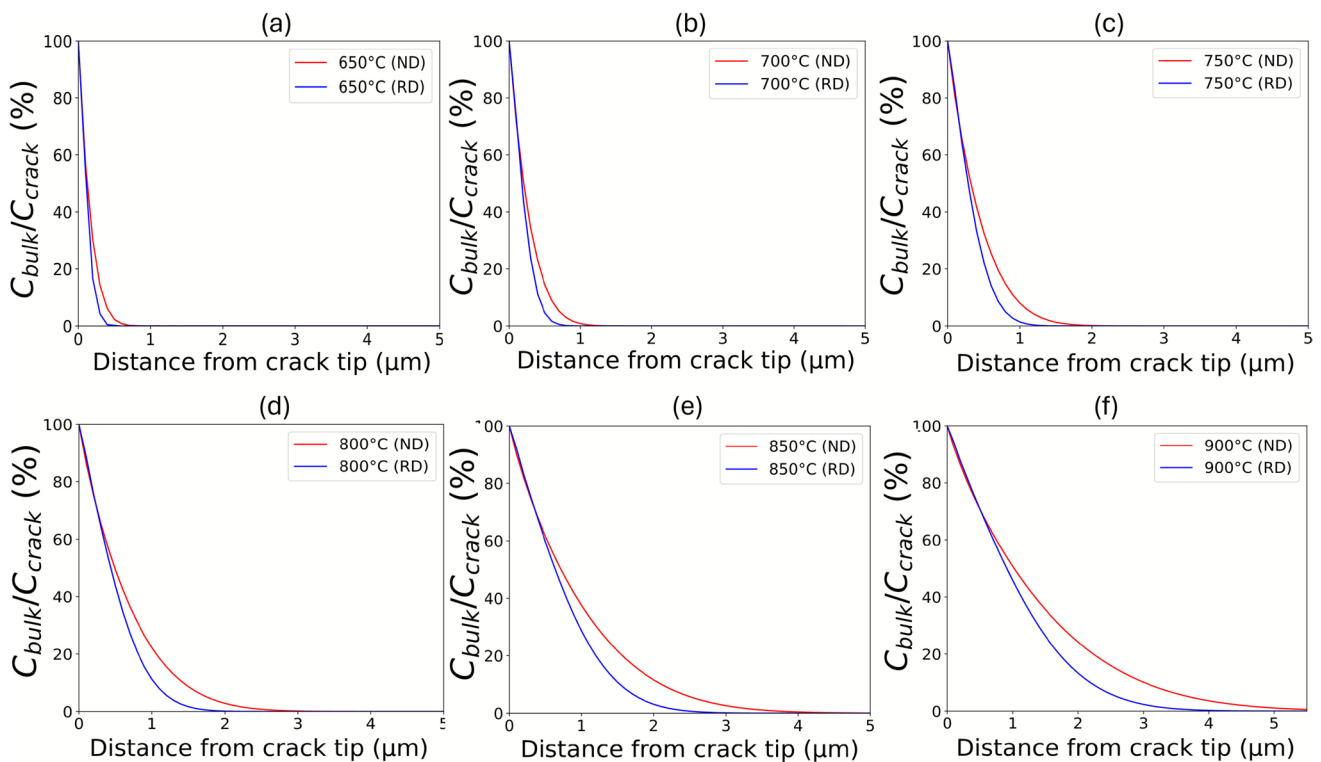 (a)
100
80
60
40
20
0
C_bulk/C_crack (%)
650°C (ND)
650°C (RD)
0 1 2 3 4 5
Distance from crack tip (μm)
(b)
100
80
60
40
20
0
C_bulk/C_crack (%)
700°C (ND)
700°C (RD)
0 1 2 3 4 5
Distance from crack tip (μm)
(c)
100
80
60
40
20
0
C_bulk/C_crack (%)
750°C (ND)
750°C (RD)
0 1 2 3 4 5
Distance from crack tip (μm)
(d)
100
80
60
40
20
0
C_bulk/C_crack (%)
800°C (ND)
800°C (RD)
0 1 2 3 4 5
Distance from crack tip (μm)
(e)
100
80
60
40
20
0
C_bulk/C_crack (%)
850°C (ND)
850°C (RD)
0 1 2 3 4 5
Distance from crack tip (μm)
(f)
100
80
60
40
20
0
C_bulk/C_crack (%)
900°C (ND)
900°C (RD)
0 1 2 3 4 5
Distance from crack tip (μm)